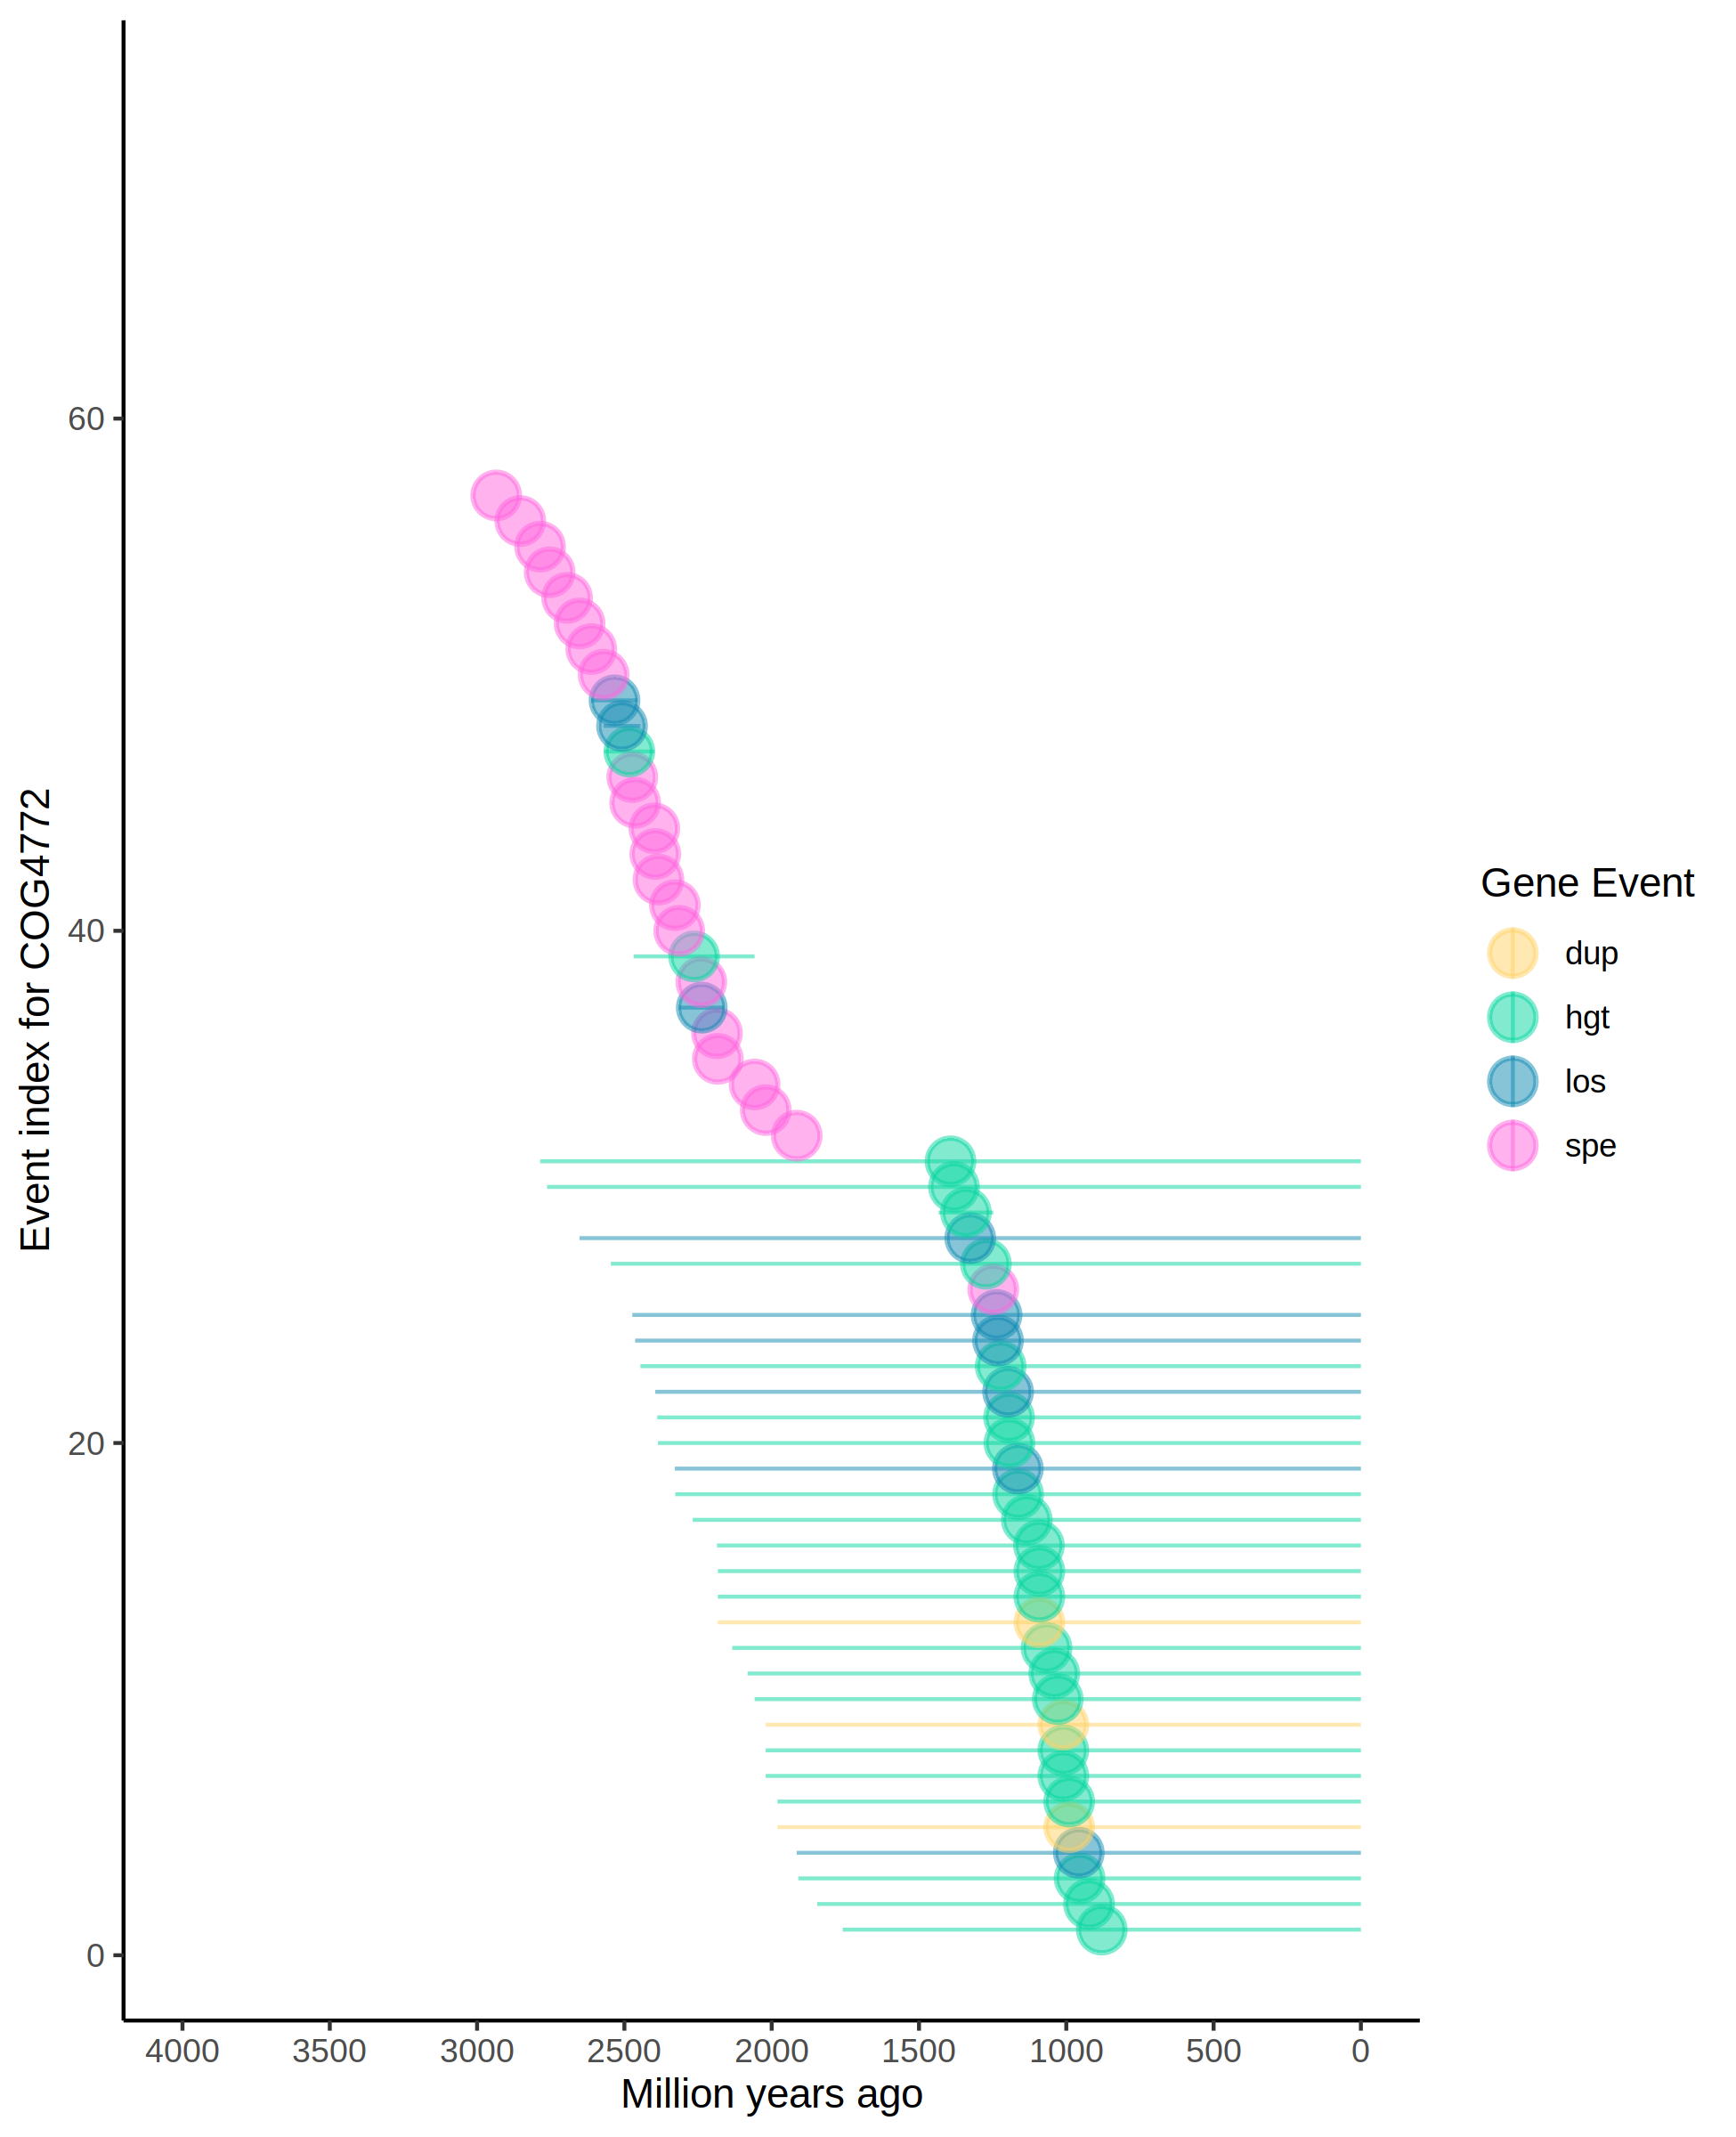 Event index for COG4772
60
40
20
0
4000 3500 3000 2500 2000 1500 1000 500 0
Million years ago
Gene Event
dup
hgt
los
spe